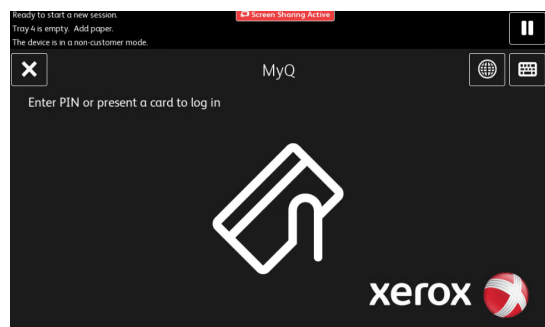 Ready to start a new session.
Screen Sharing Active
Tray 4 is empty.  Add paper.
The device is in a non-customer mode.
MyQ
Enter PIN or present a card to log in
xerox